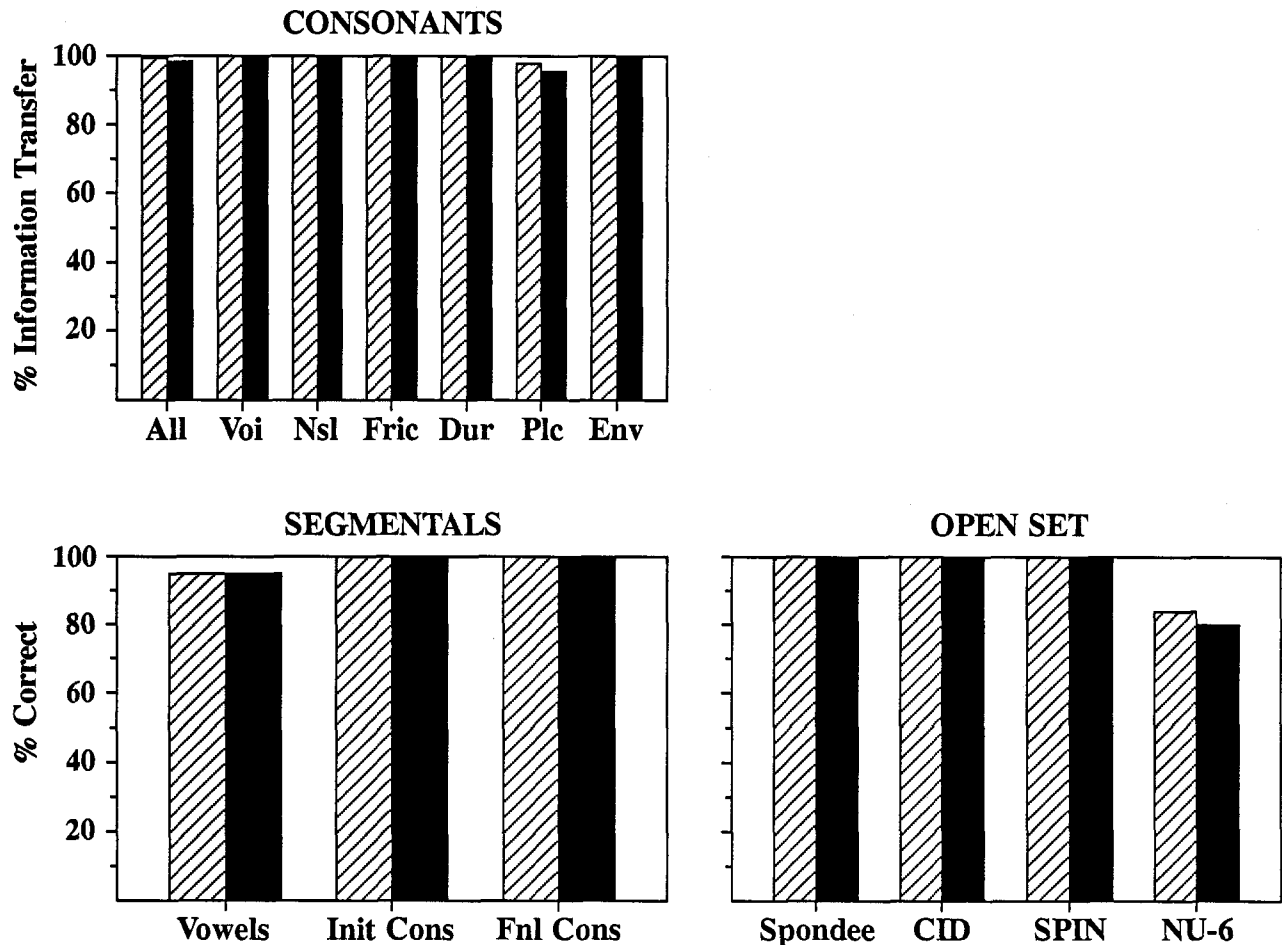 CONSONANTS
% Information Transfer
100
80
60
40
20
All Voi Nsl Fric Dur Plc Env
SEGMENTALS
% Correct
100
80
60
40
20
Vowels Init Cons Fnl Cons
OPEN SET
Spondee CID SPIN NU-6